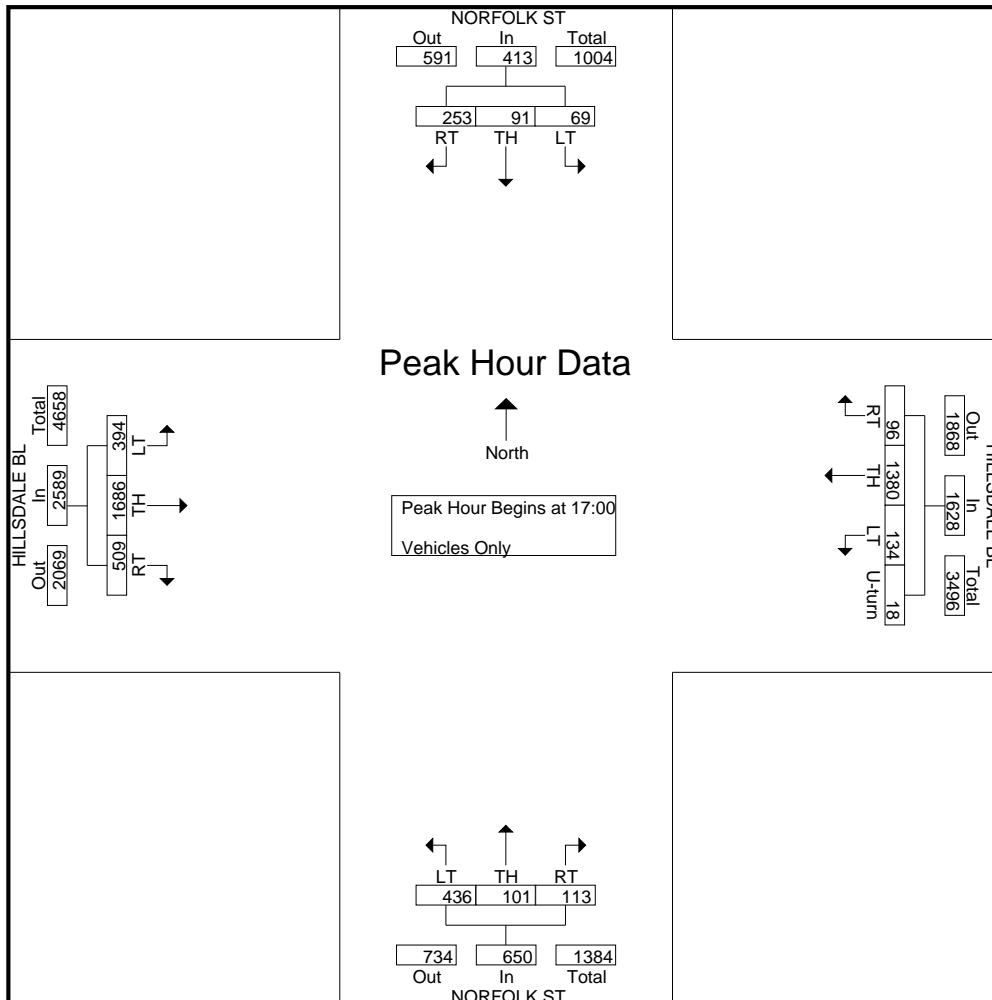 NORFOLK ST
Out In Total
591 413 1004
253 91 69
RT TH LT
Peak Hour Data
North
Peak Hour Begins at 17:00
Vehicles Only
HILLSDALE BL
Total In Out
4658 2589 2069
394 1686 509
LT TH RT
HILLSDALE BL
Out In Total
1868 1628 3496
96 1380 134 18
RT TH LT U-turn
LT TH RT
436 101 113
734 650 1384
Out In Total
NORFOLK ST